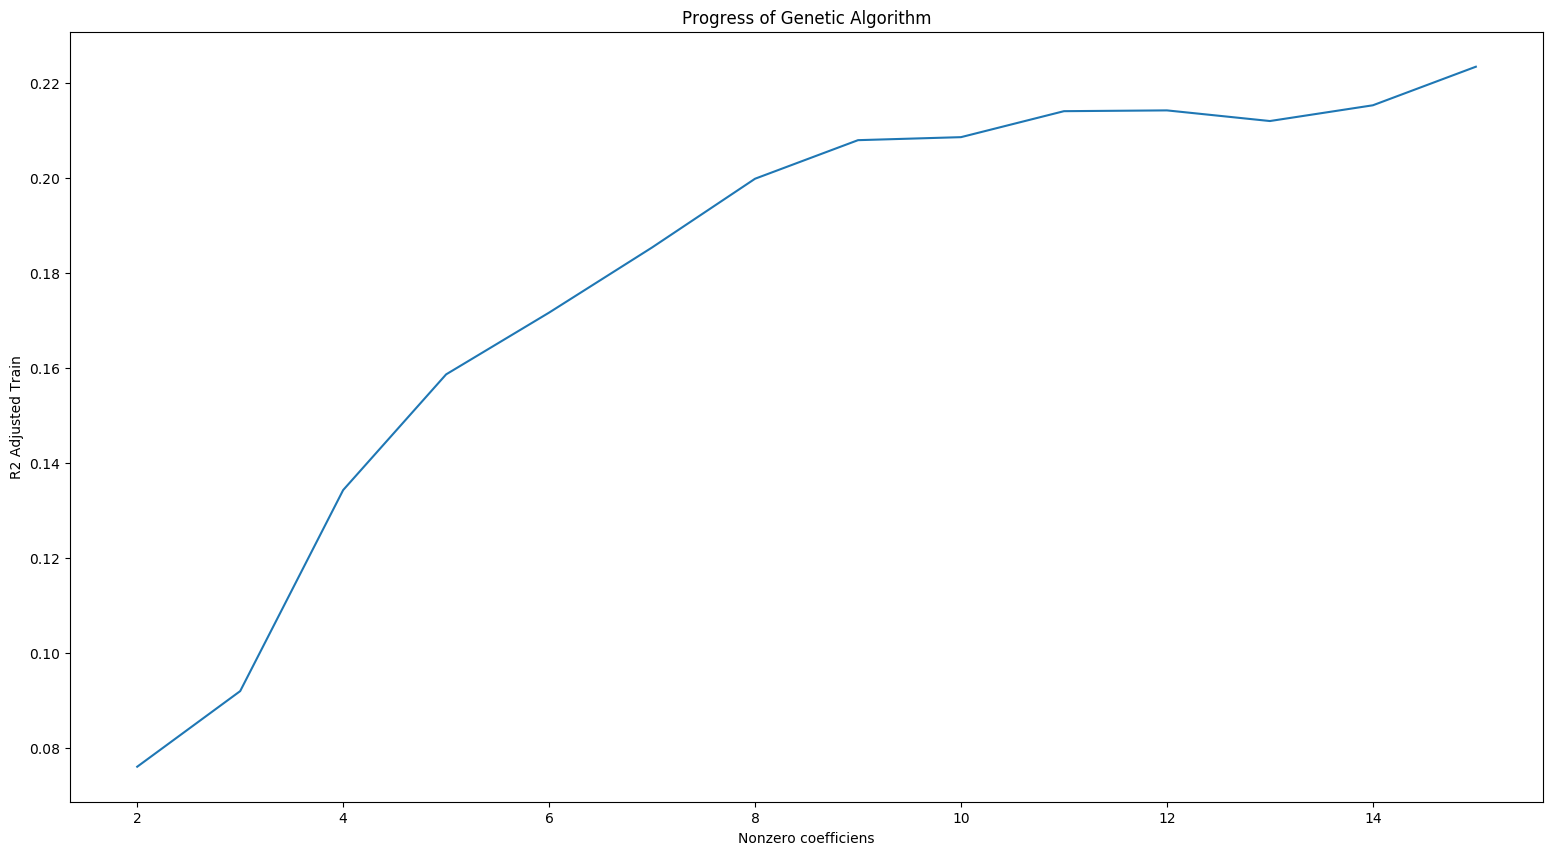 Progress of Genetic Algorithm
0.22
0.20
0.18
0.16
0.14
0.12
0.10
0.08
R2 Adjusted Train
2 4 6 8 10 12 14
Nonzero coefficiens